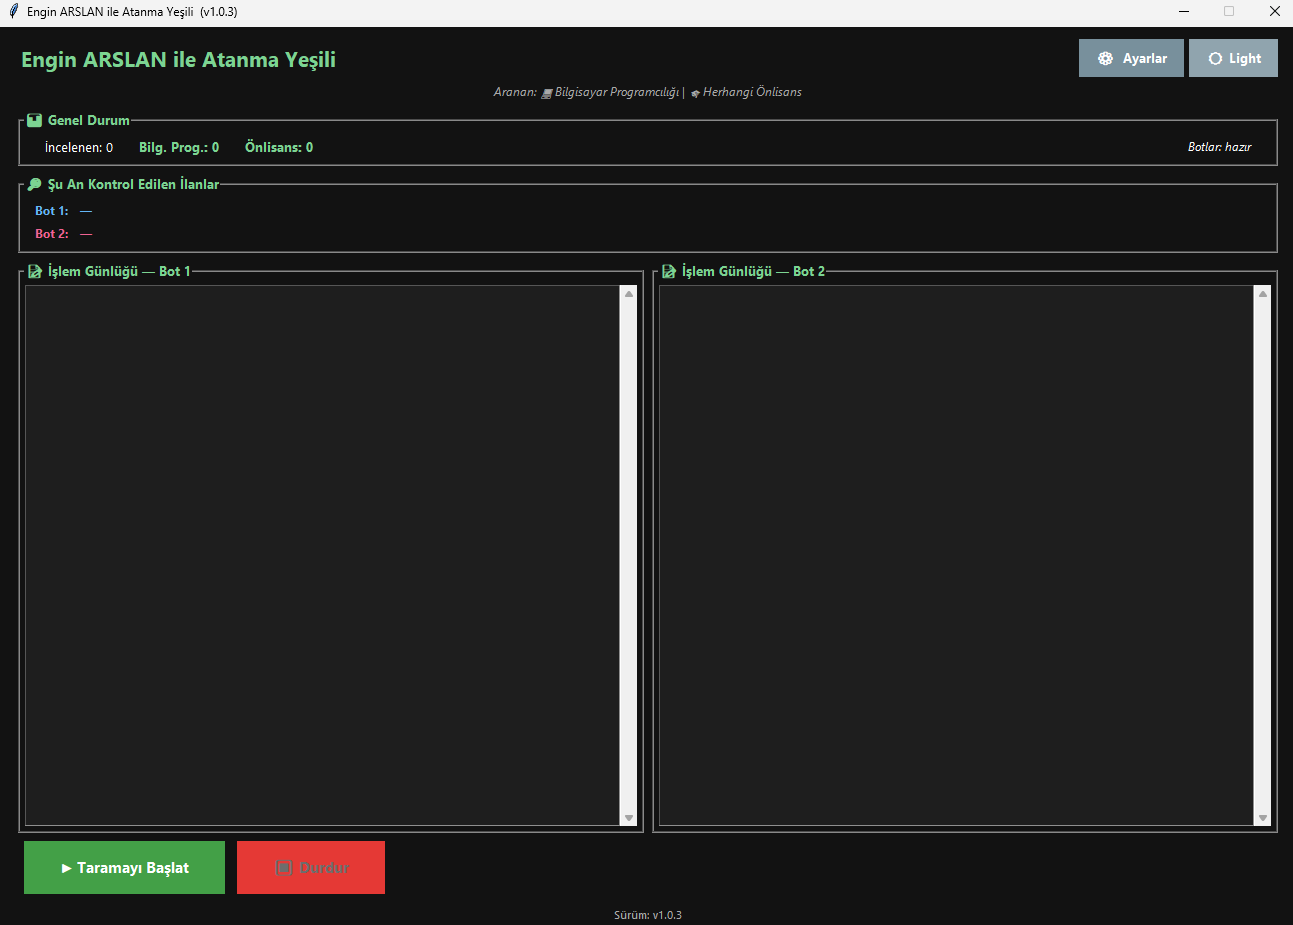 Engin ARSLAN ile Atanma Yeşili (v1.0.3)
Engin ARSLAN ile Atanma Yeşili
Ayarlar
Light
Aranan: Bilgisayar Programcılığı | Herhangi Önlisans
Genel Durum
İncelenen: 0 Bilg. Prog.: 0 Önlisans: 0 Botlar: hazır
Şu An Kontrol Edilen İlanlar
Bot 1: —
Bot 2: —
İşlem Günlüğü — Bot 1
İşlem Günlüğü — Bot 2
Taramayı Başlat
Durdur
Sürüm: v1.0.3